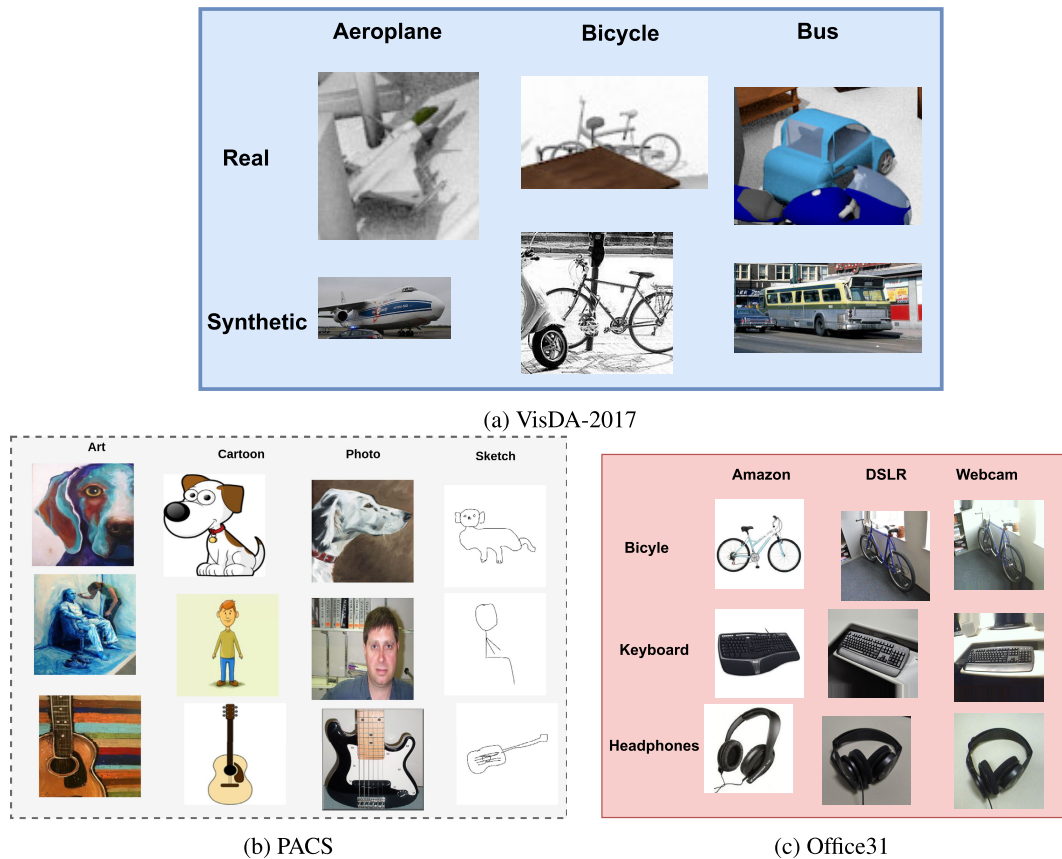 Aeroplane Bicycle Bus
Real
Synthetic
(a) VisDA-2017
Art Cartoon Photo Sketch
(b) PACS
Amazon DSLR Webcam
Bicyle
Keyboard
Headphones
(c) Office31